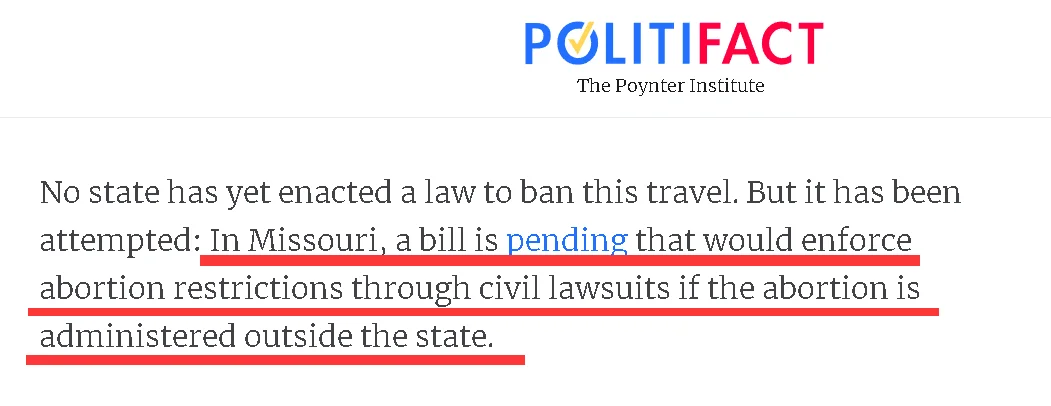 POLITIFACT
The Poynter Institute
No state has yet enacted a law to ban this travel. But it has been
attempted: In Missouri, a bill is pending that would enforce
abortion restrictions through civil lawsuits if the abortion is
administered outside the state.